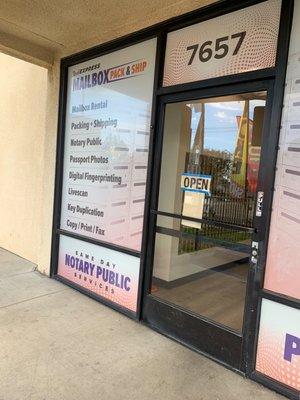 EXPRESS
MAILBOX PACK & SHIP
Mailbox Rental
Packing + Shipping
Notary Public
Passport Photos
Digital Fingerprinting
Livescan
Key Duplication
Copy / Print / Fax
SAME DAY
NOTARY PUBLIC
SERVICES
7657
OPEN
PULL